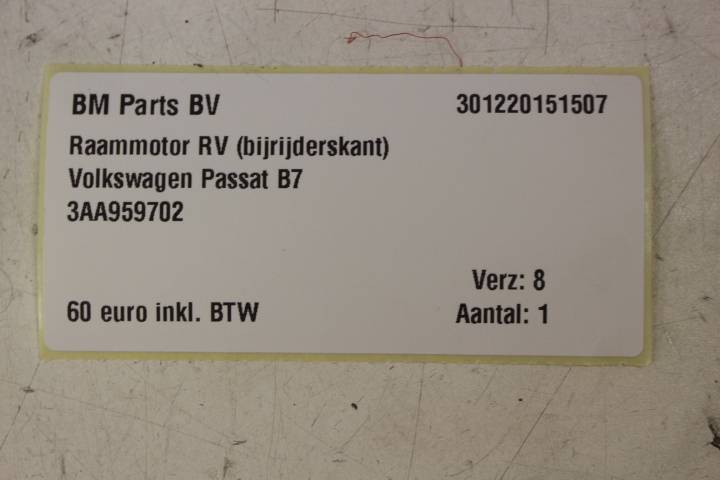 BM Parts BV 301220151507
Raammotor RV (bijrijderskant)
Volkswagen Passat B7
3AA959702
Verz: 8
60 euro inkl. BTW Aantal: 1